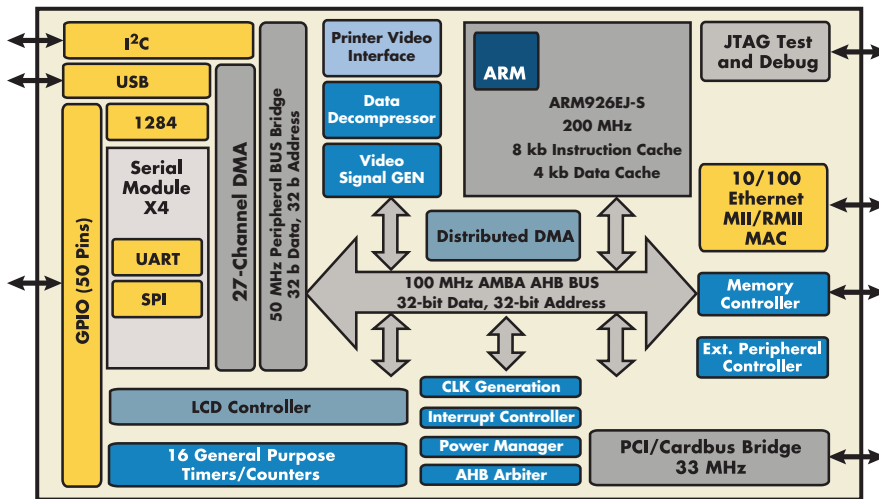 I²C
USB
1284
Serial
Module
X4
UART
SPI
GPIO (50 Pins)
27-Channel DMA
50 MHz Peripheral BUS Bridge
32 b Data, 32 b Address
Printer Video
Interface
Data
Decompressor
Video
Signal GEN
ARM
ARM926EJ-S
200 MHz
8 kb Instruction Cache
4 kb Data Cache
JTAG Test
and Debug
10/100
Ethernet
MII/RMII
MAC
Distributed DMA
100 MHz AMBA AHB BUS
32-bit Data, 32-bit Address
Memory
Controller
Ext. Peripheral
Controller
LCD Controller
16 General Purpose
Timers/Counters
CLK Generation
Interrupt Controller
Power Manager
AHB Arbiter
PCI/Cardbus Bridge
33 MHz